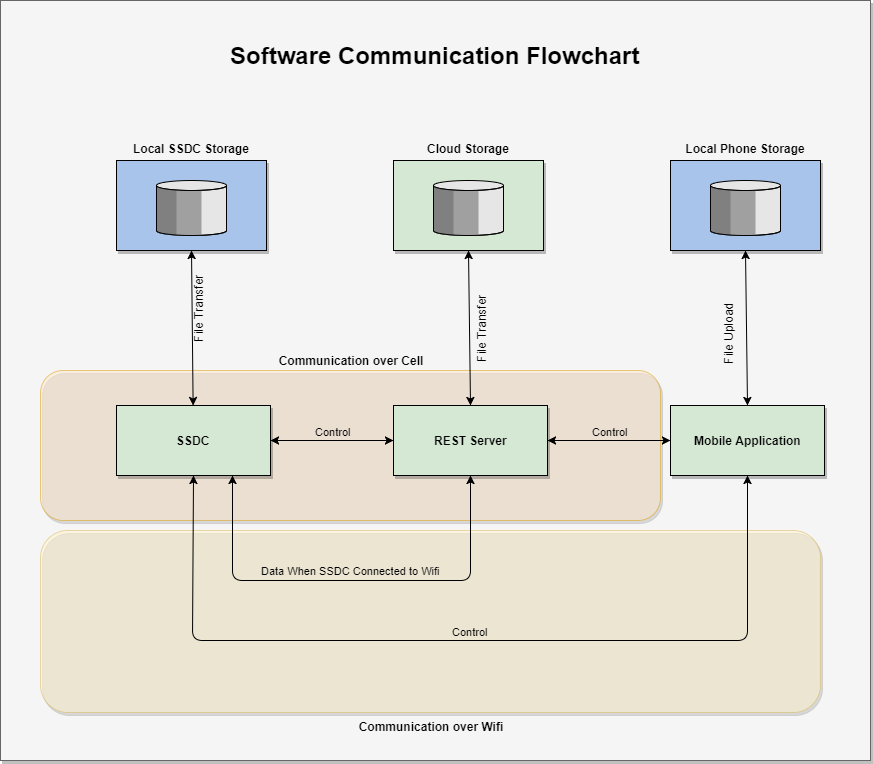 Software Communication Flowchart
Local SSDC Storage
Cloud Storage
Local Phone Storage
File Transfer
File Transfer
File Upload
Communication over Cell
SSDC
Control
REST Server
Control
Mobile Application
Data When SSDC Connected to Wifi
Control
Communication over Wifi